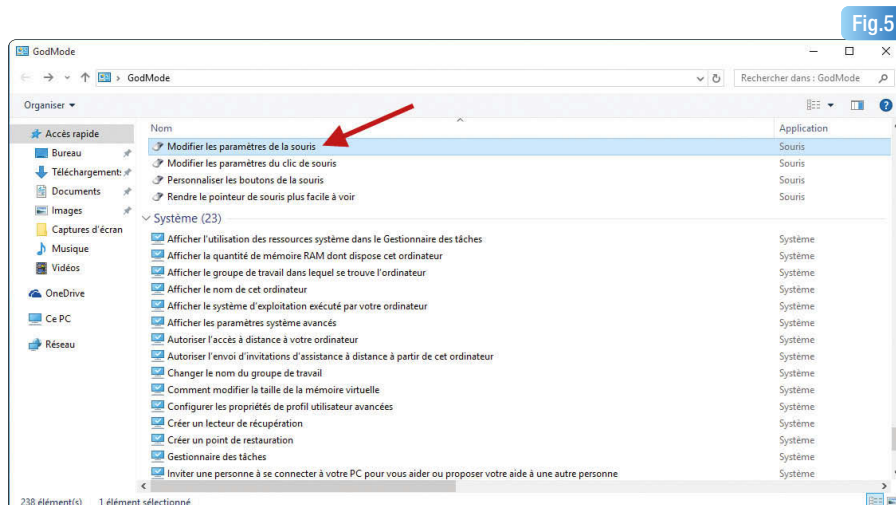 Fig.5
GodMode
GodMode
Rechercher dans : GodMode
Organiser
Accès rapide
Bureau
Téléchargement:
Documents
Images
Captures d'écran
Musique
Vidéos
OneDrive
Ce PC
Réseau
Nom Application
Modifier les paramètres de la souris Souris
Modifier les paramètres du clic de souris Souris
Personnaliser les boutons de la souris Souris
Rendre le pointeur de souris plus facile à voir Souris
Système (23)
Afficher l'utilisation des ressources système dans le Gestionnaire des tâches Système
Afficher la quantité de mémoire RAM dont dispose cet ordinateur Système
Afficher le groupe de travail dans lequel se trouve l'ordinateur Système
Afficher le nom de cet ordinateur Système
Afficher le système d'exploitation exécuté par votre ordinateur Système
Afficher les paramètres système avancés Système
Autoriser l'accès à distance à votre ordinateur Système
Autoriser l'envoi d'invitations d'assistance à distance à partir de cet ordinateur Système
Changer le nom du groupe de travail Système
Comment modifier la taille de la mémoire virtuelle Système
Configurer les propriétés de profil utilisateur avancées Système
Créer un lecteur de récupération Système
Créer un point de restauration Système
Gestionnaire des tâches Système
Inviter une personne à se connecter à votre PC pour vous aider ou proposer votre aide à une autre personne Système
238 élément(s) 1 élément sélectionné